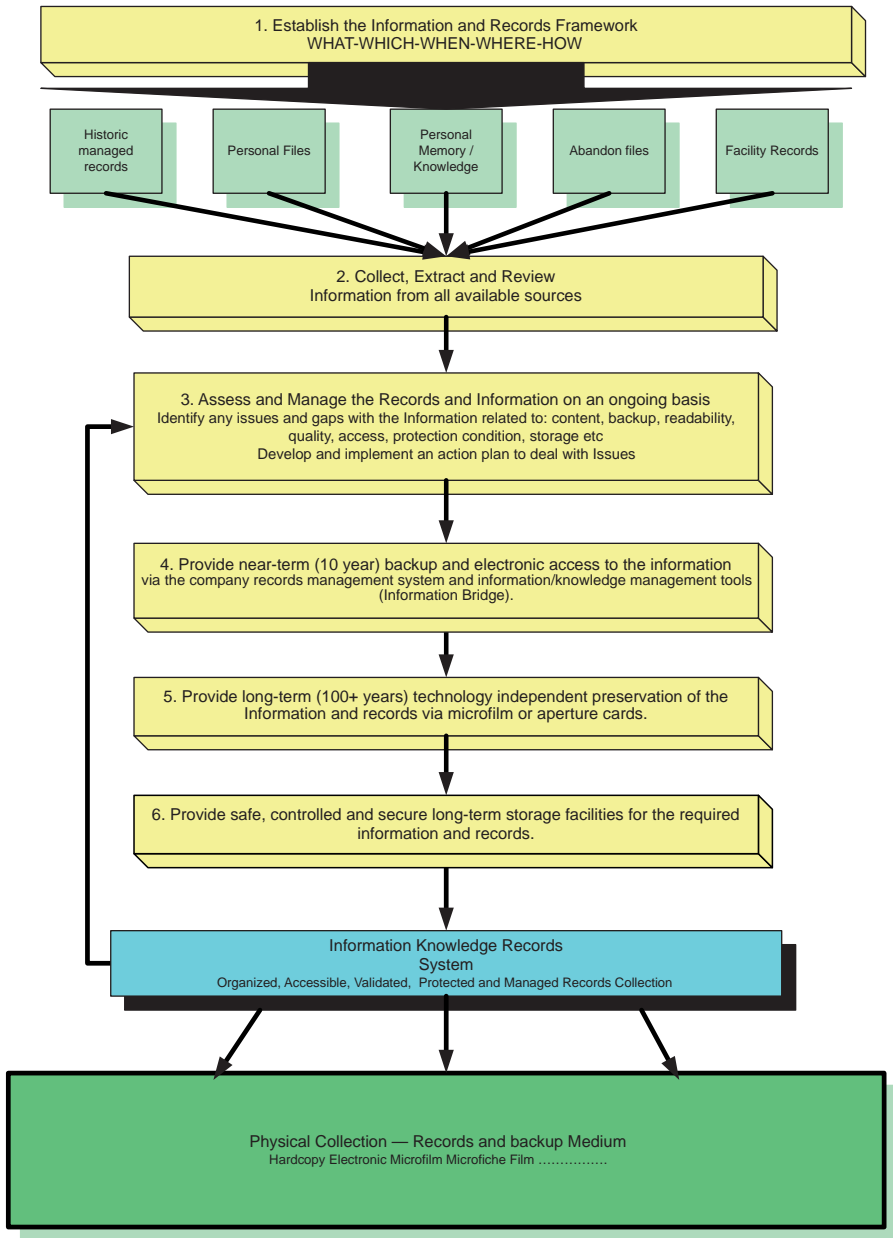 1. Establish the Information and Records Framework
WHAT-WHICH-WHEN-WHERE-HOW
Historic
managed
records
Personal Files
Personal
Memory /
Knowledge
Abandon files
Facility Records
2. Collect, Extract and Review
Information from all available sources
3. Assess and Manage the Records and Information on an ongoing basis
Identify any issues and gaps with the Information related to: content, backup, readability,
quality, access, protection condition, storage etc
Develop and implement an action plan to deal with Issues
4. Provide near-term (10 year) backup and electronic access to the information
via the company records management system and information/knowledge management tools
(Information Bridge).
5. Provide long-term (100+ years) technology independent preservation of the
Information and records via microfilm or aperture cards.
6. Provide safe, controlled and secure long-term storage facilities for the required
information and records.
Information Knowledge Records
System
Organized, Accessible, Validated, Protected and Managed Records Collection
Physical Collection — Records and backup Medium
Hardcopy Electronic Microfilm Microfiche Film ................